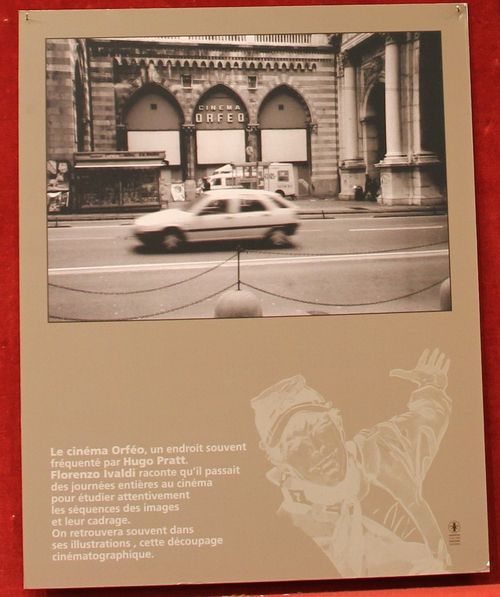 CINEMA
ORFEO
Le cinéma Orféo, un endroit souvent
fréquenté par Hugo Pratt.
Florenzo Ivaldi raconte qu'il passait
des journées entières au cinéma
pour étudier attentivement
les séquences des images
et leur cadrage.
On retrouvera souvent dans
ses illustrations , cette découpage
cinématographique.